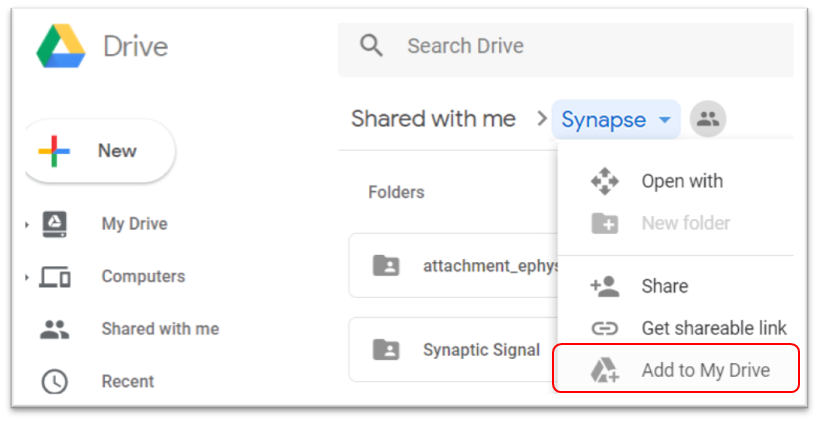 Drive
Search Drive
New
My Drive
Computers
Shared with me
Recent
Shared with me > Synapse
Folders
attachment_ephys
Synaptic Signal
Open with
New folder
Share
Get shareable link
Add to My Drive